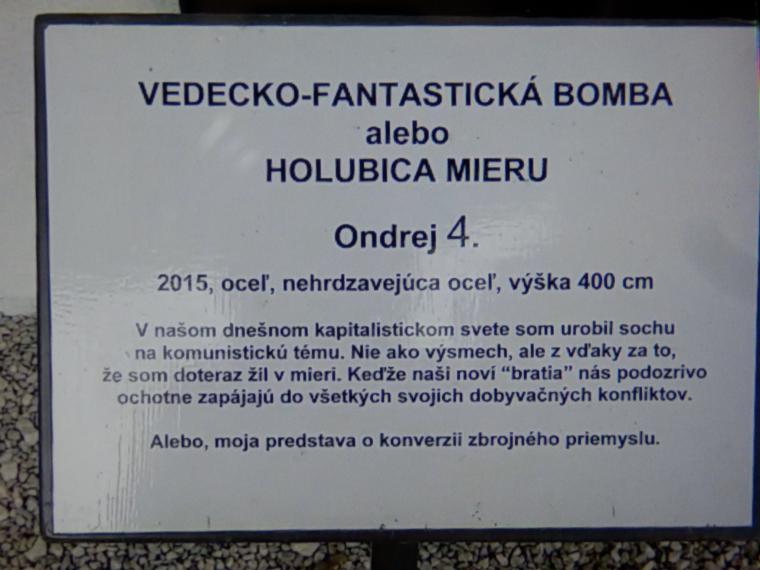 VEDECKO-FANTASTICKÁ BOMBA
alebo
HOLUBICA MIERU
Ondrej 4.
2015, oceľ, nehrdzavejúca oceľ, výška 400 cm
V našom dnešnom kapitalistickom svete som urobil sochu
na komunistickú tému. Nie ako výsmech, ale z vďaky za to,
že som doteraz žil v mieri. Keďže naši noví “bratia” nás podozrivo
ochotne zapájajú do všetkých svojich dobyvačných konfliktov.
Alebo, moja predstava o konverzii zbrojného priemyslu.